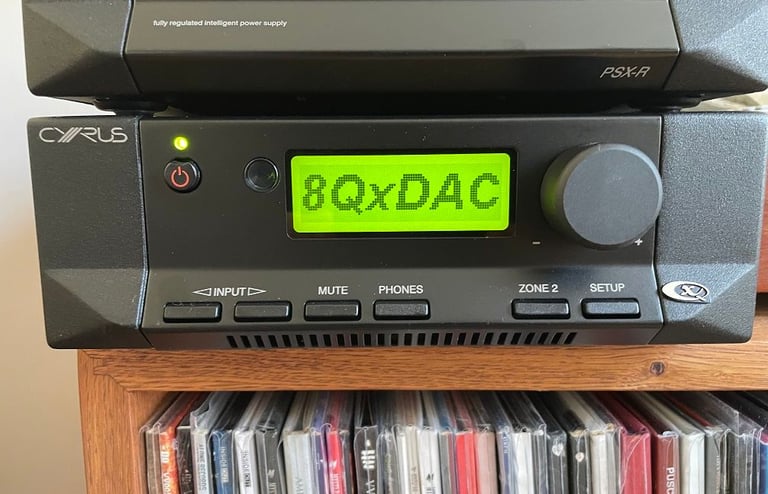 fully regulated intelligent power supply
PSX-R
CYRUS
8QxDAC
- +
INPUT
MUTE
PHONES
ZONE 2
SETUP
X